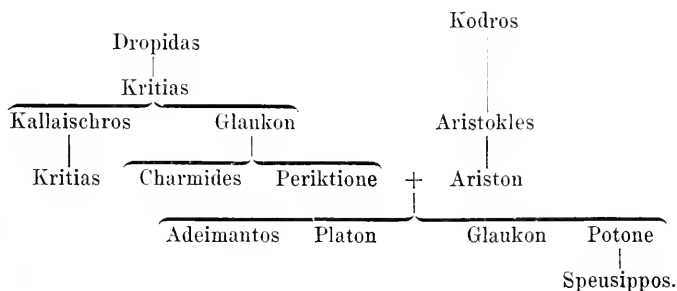 Kodros
Dropidas
Kritias
Kallaischros Glaukon Aristokles
Kritias Charmides Periktione + Ariston
Adeimantos Platon Glaukon Potone
Speusippos.